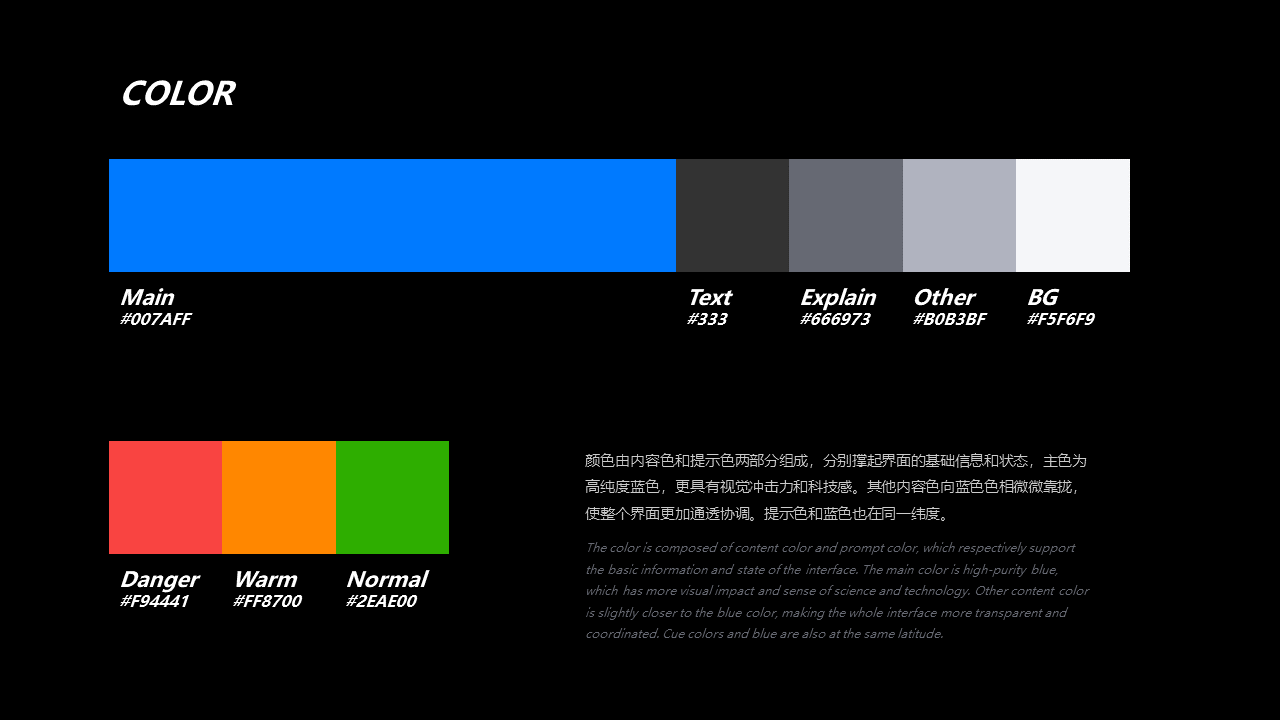 COLOR
Main
#007AFF
Text
#333
Explain
#666973
Other
#B0B3BF
BG
#F5F6F9
Danger
#F94441
Warm
#FF8700
Normal
#2EAE00
颜色由内容色和提示色两部分组成，分别撑起界面的基础信息和状态，主色为
高纯度蓝色，更具有视觉冲击力和科技感。其他内容色向蓝色色相微微靠拢，
使整个界面更加通透协调。提示色和蓝色也在同一纬度。
The color is composed of content color and prompt color, which respectively support
the basic information and state of the interface. The main color is high-purity blue,
which has more visual impact and sense of science and technology. Other content color
is slightly closer to the blue color, making the whole interface more transparent and
coordinated. Cue colors and blue are also at the same latitude.